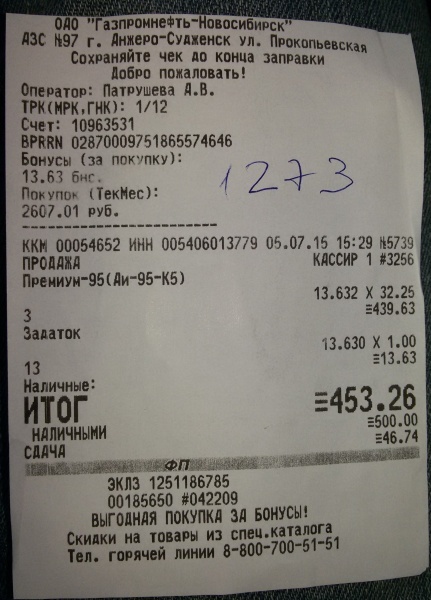 ОАО "Газпромнефть-Новосибирск"
АЗС №97 г. Анжеро-Судженск ул. Прокопьевская
Сохраняйте чек до конца заправки
Добро пожаловать!
Оператор: Патрушева А.В.
ТРК(МРК,ГНК): 1/12
Счет: 10963531
ВРRRN 02870009751865574646
Бонусы (за покупку):
13.63 бнс.
1273
Покупок (ТекМес):
2607.01 руб.
ККМ 00054652 ИНН 005406013779 05.07.15 15:29 №5739
ПРОДАЖА КАССИР 1 #3256
Премиум-95(Аи-95-К5)
13.632 X 32.25
3 ≡439.63
Задаток
13.630 X 1.00
13 ≡13.63
Наличные:
ИТОГ ≡453.26
НАЛИЧНЫМИ ≡500.00
СДАЧА ≡46.74
ФП
ЭКЛЗ 1251186785
00185650 #042209
ВЫГОДНАЯ ПОКУПКА ЗА БОНУСЫ!
Скидки на товары из спец.каталога
Тел. горячей линии 8-800-700-51-51